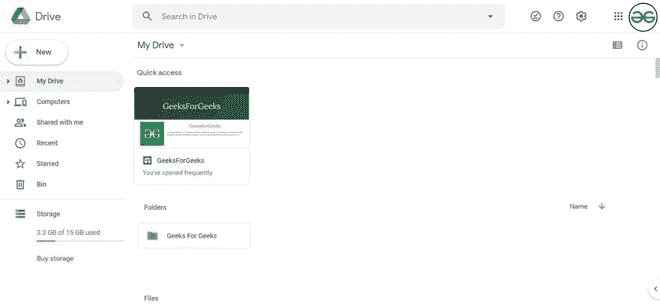 Drive
Search in Drive
New
My Drive
My Drive
Computers
Shared with me
Recent
Starred
Bin
Storage
3.3 GB of 15 GB used
Buy storage
Quick access
GeeksForGeeks
GeeksForGeeks
GeeksForGeeks
You've opened frequently
Folders
Name
Geeks For Geeks
Files